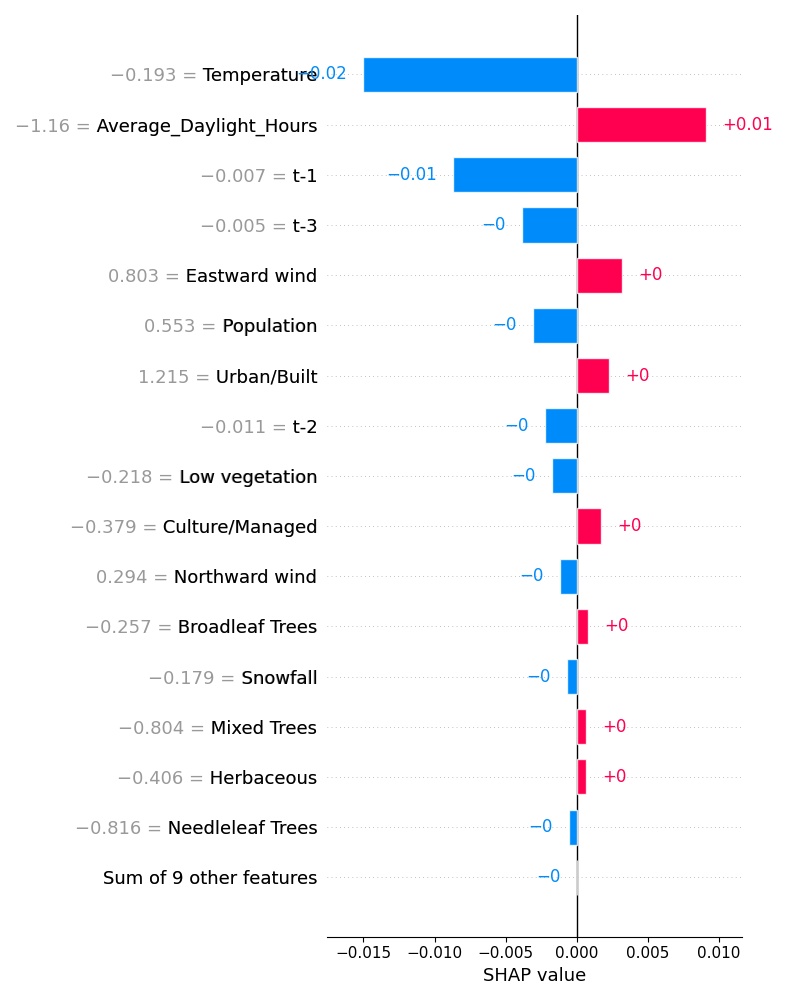 −0.193 = Temperature −0.02
−1.16 = Average_Daylight_Hours +0.01
−0.007 = t-1 −0.01
−0.005 = t-3 −0
0.803 = Eastward wind +0
0.553 = Population −0
1.215 = Urban/Built +0
−0.011 = t-2 −0
−0.218 = Low vegetation −0
−0.379 = Culture/Managed +0
0.294 = Northward wind −0
−0.257 = Broadleaf Trees +0
−0.179 = Snowfall −0
−0.804 = Mixed Trees +0
−0.406 = Herbaceous +0
−0.816 = Needleleaf Trees −0
Sum of 9 other features −0
−0.015 −0.010 −0.005 0.000 0.005 0.010
SHAP value